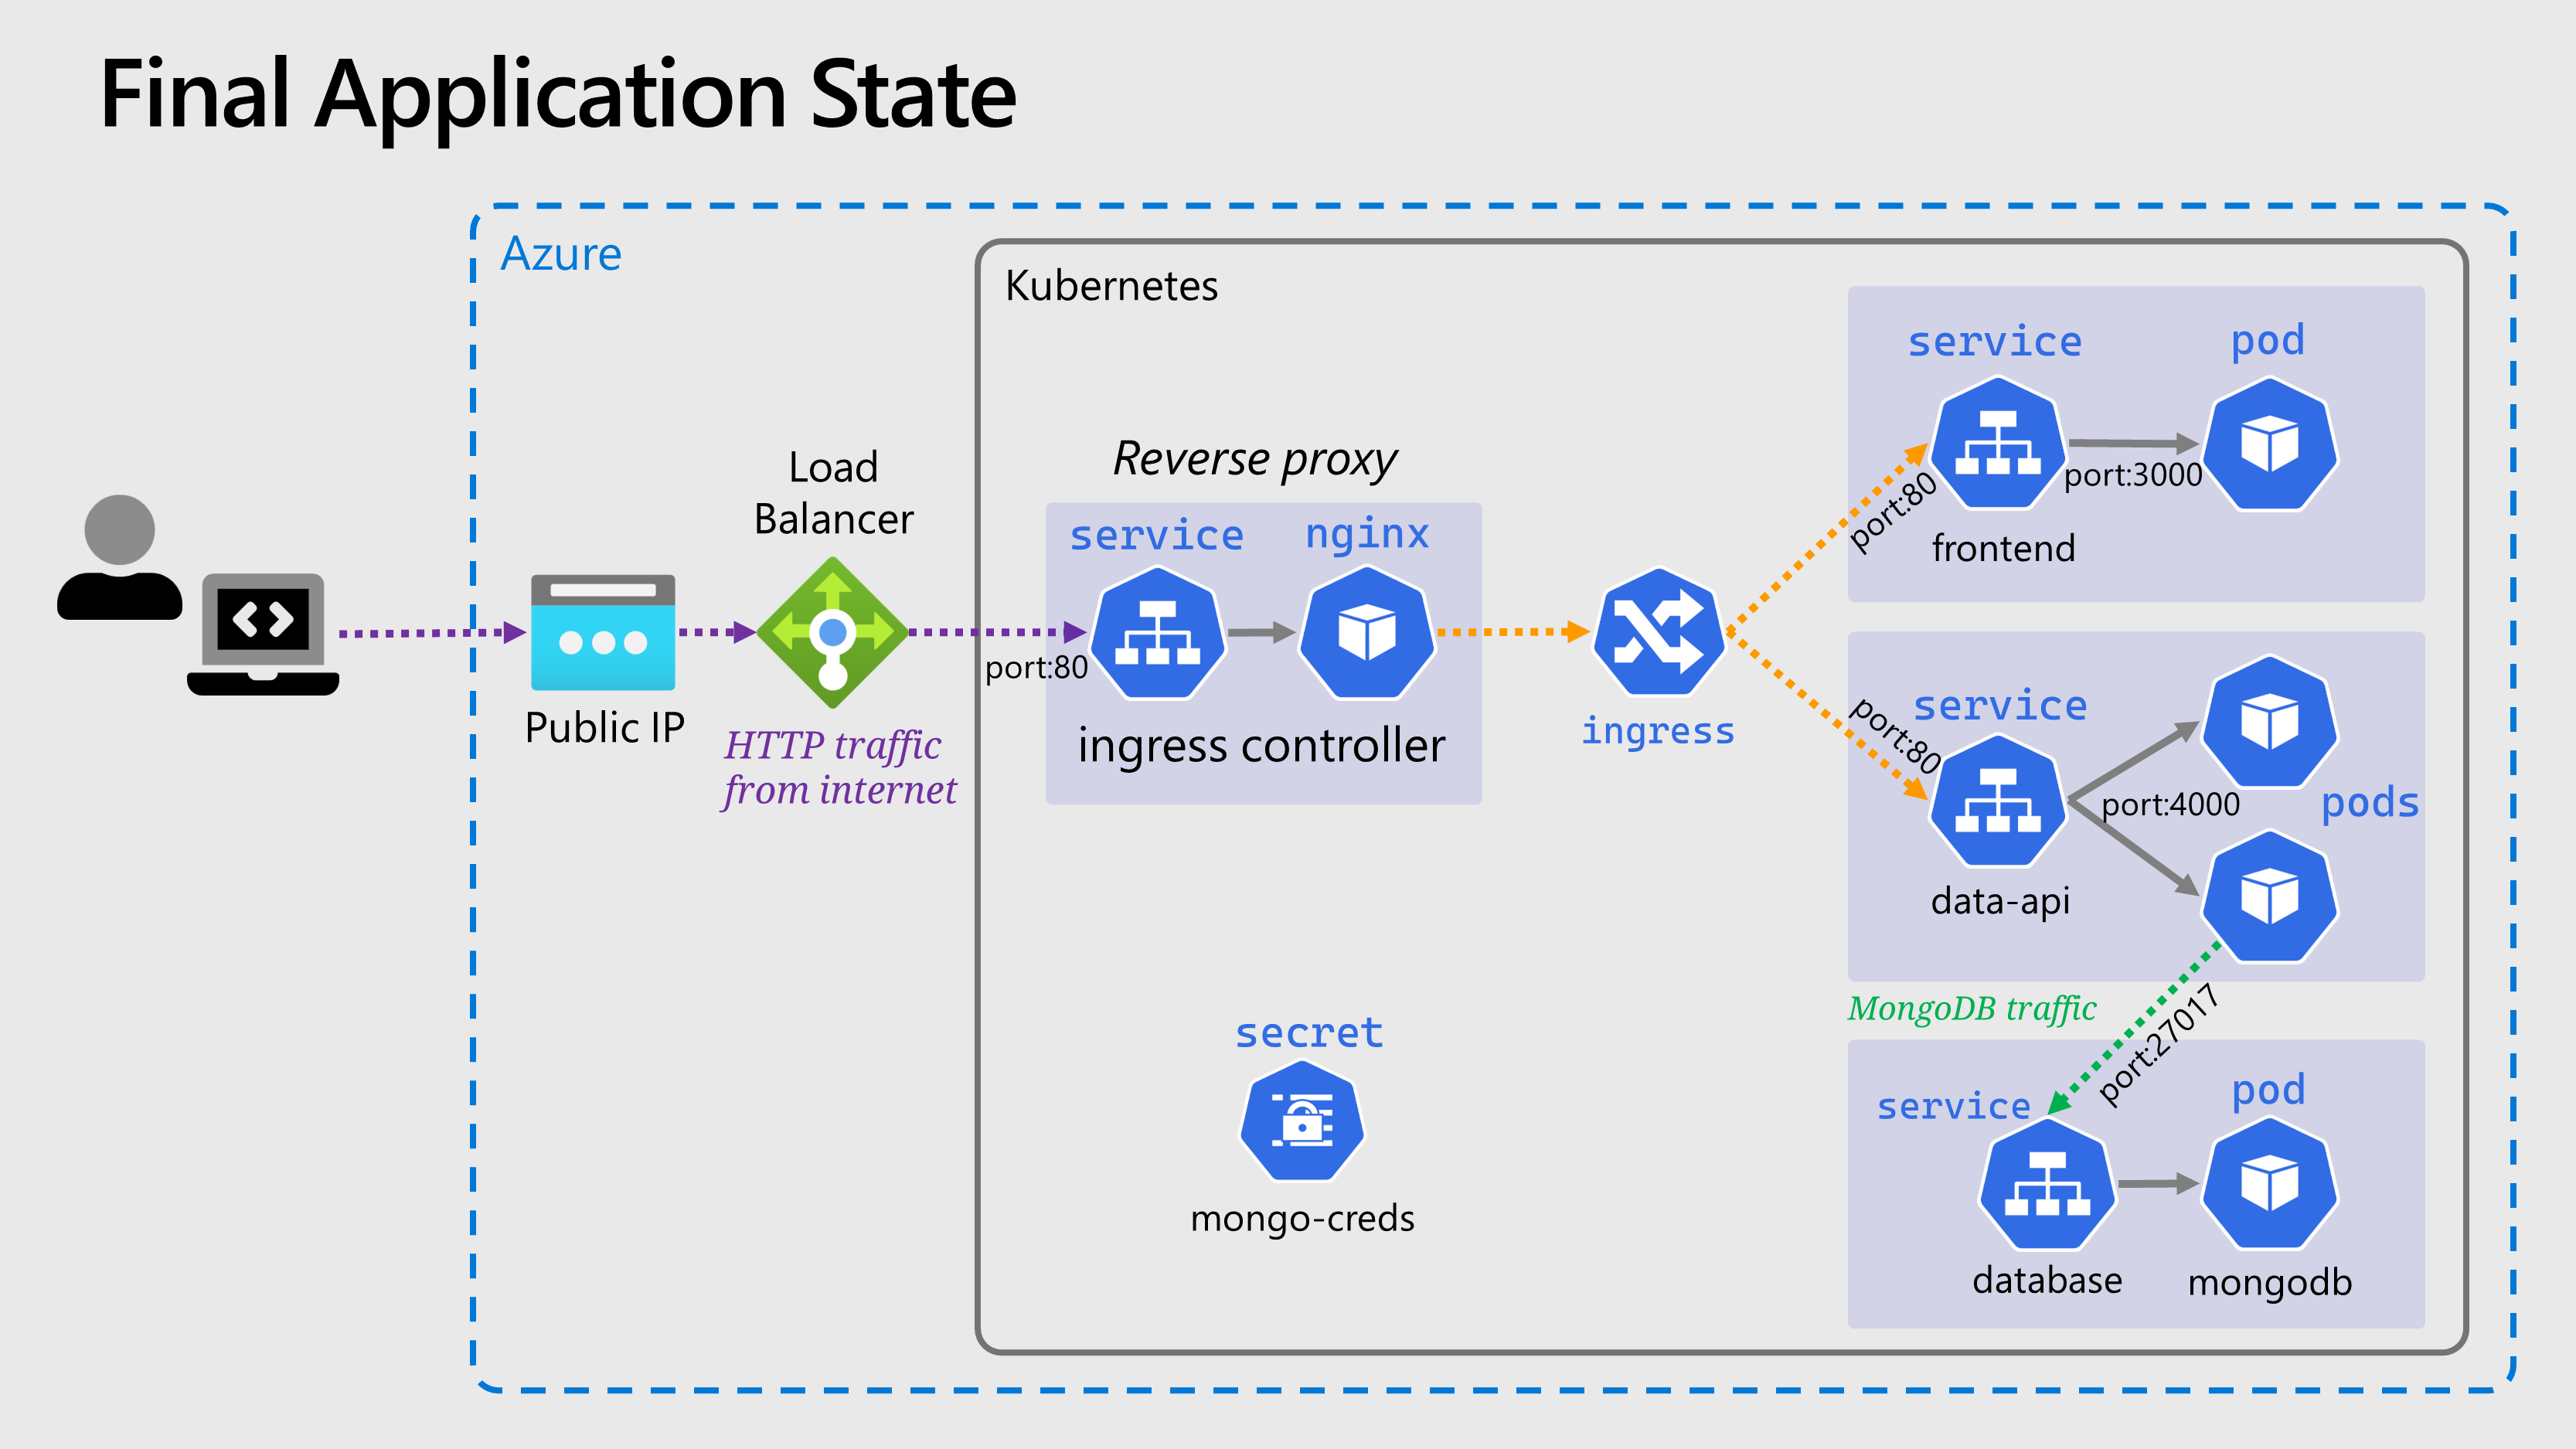 Final Application State
Azure
Kubernetes
service
pod
port:80
port:3000
frontend
Load
Balancer
Reverse proxy
service
nginx
port:80
ingress controller
Public IP
HTTP traffic
from internet
ingress
service
port:80
port:4000
pods
data-api
MongoDB traffic
port:27017
secret
mongo-creds
service
pod
database
mongodb